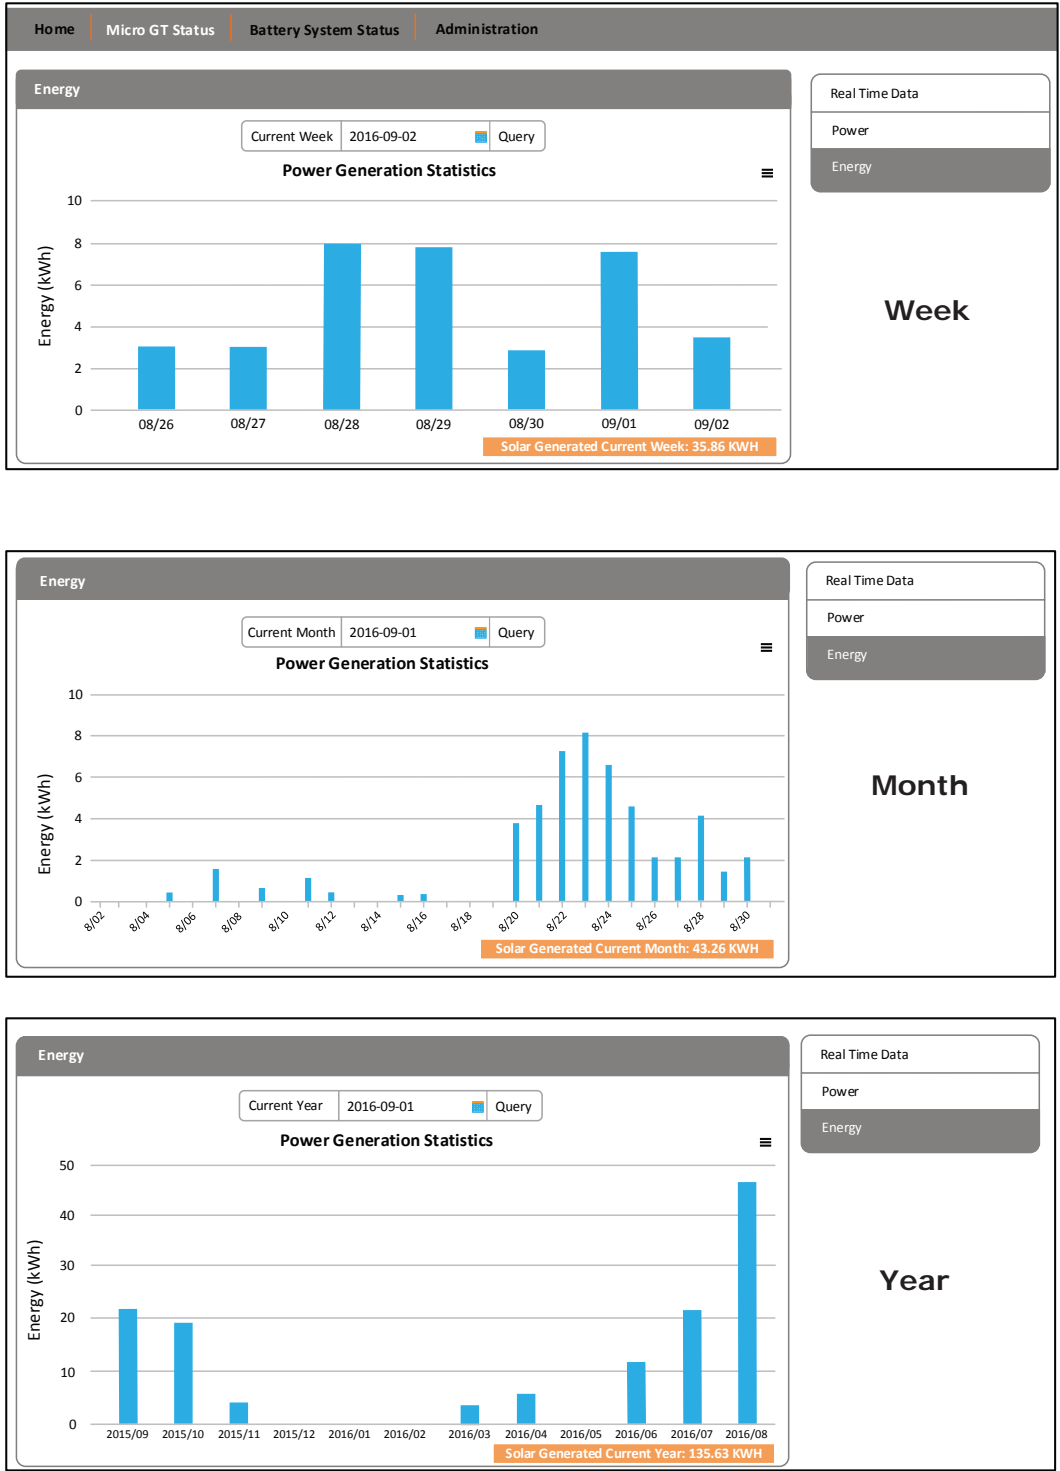 Home Micro GT Status Battery System Status Administration
Energy
Real Time Data
Power
Energy
Current Week 2016-09-02 Query
Power Generation Statistics
Energy (kWh)
10
8
6
4
2
0
08/26 08/27 08/28 08/29 08/30 09/01 09/02
Solar Generated Current Week: 35.86 KWH
Week
Energy
Real Time Data
Power
Energy
Current Month 2016-09-01 Query
Power Generation Statistics
Energy (kWh)
10
8
6
4
2
0
8/02 8/04 8/06 8/08 8/10 8/12 8/14 8/16 8/18 8/20 8/22 8/24 8/26 8/28 8/30
Solar Generated Current Month: 43.26 KWH
Month
Energy
Real Time Data
Power
Energy
Current Year 2016-09-01 Query
Power Generation Statistics
Energy (kWh)
50
40
30
20
10
0
2015/09 2015/10 2015/11 2015/12 2016/01 2016/02 2016/03 2016/04 2016/05 2016/06 2016/07 2016/08
Solar Generated Current Year: 135.63 KWH
Year